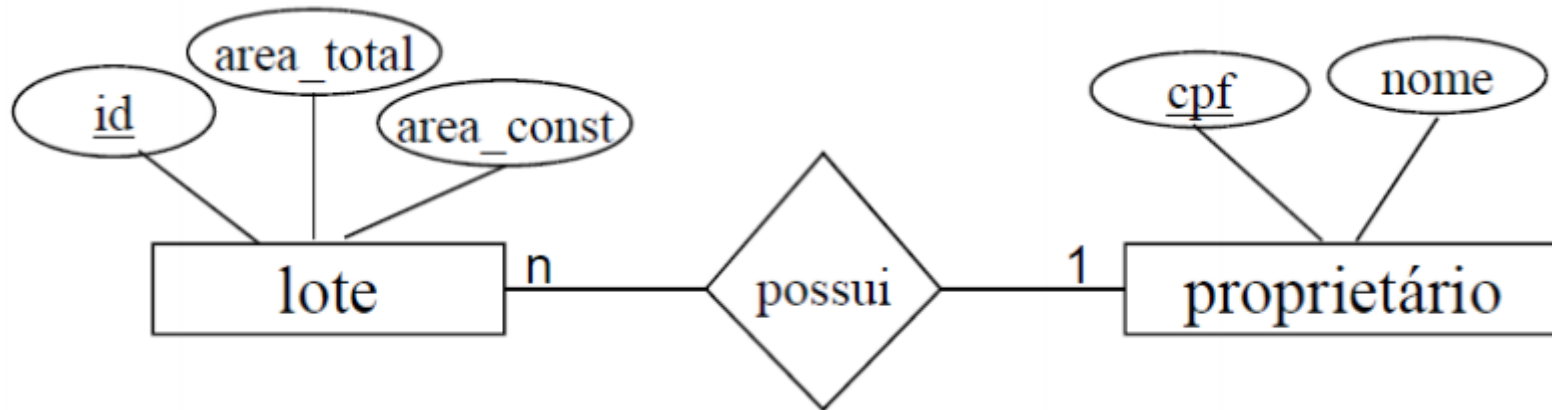 area_total
id
area_const
cpf
nome
lote
n
possui
1
proprietário